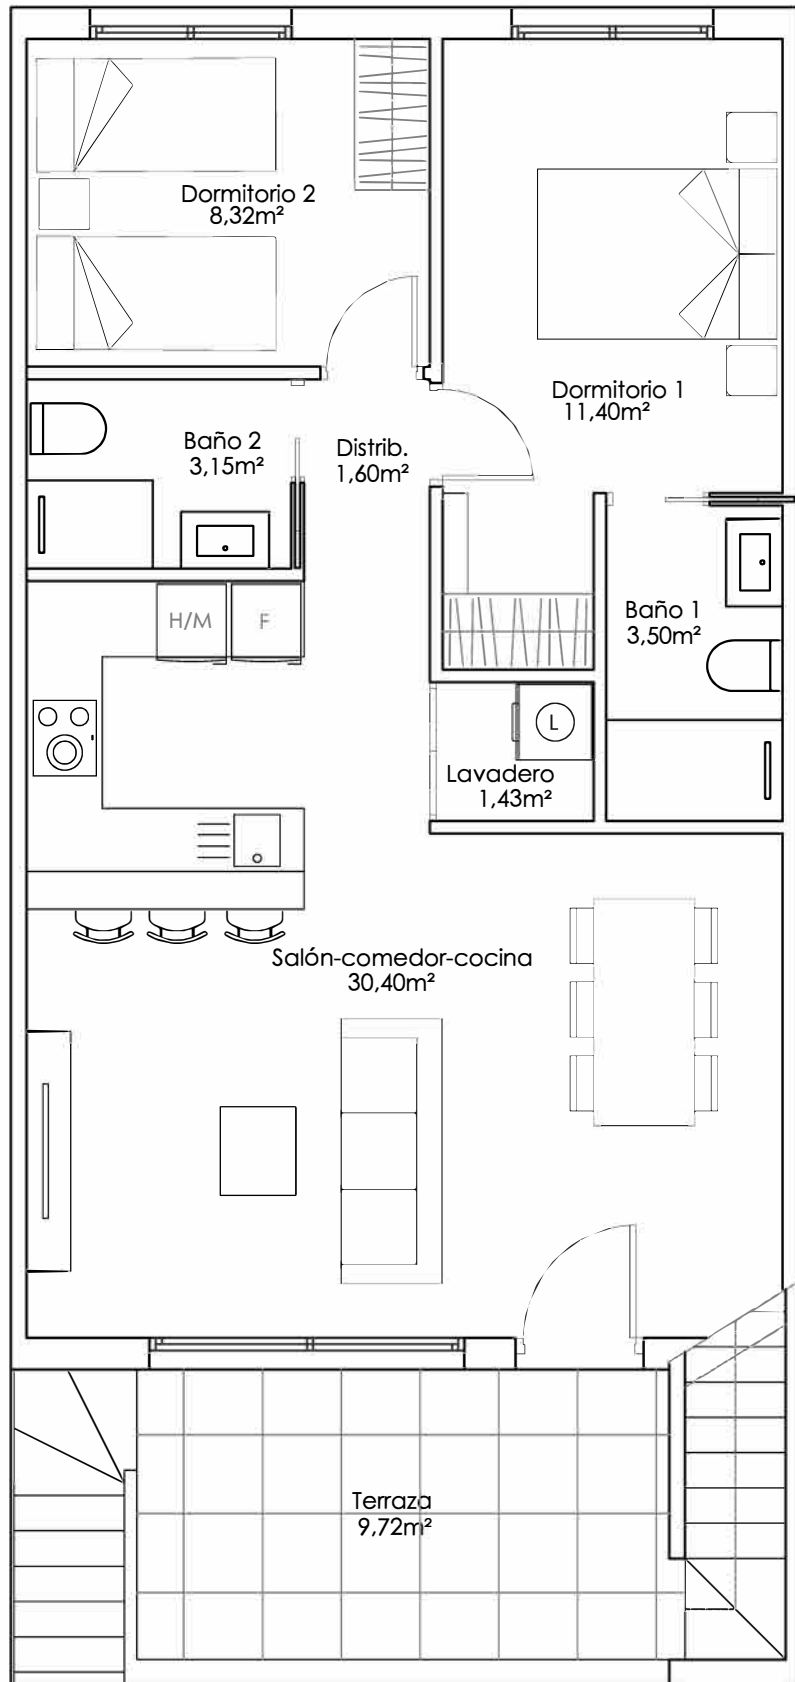 Dormitorio 2
8,32m²
Dormitorio 1
11,40m²
Baño 2
3,15m²
Distrib.
1,60m²
H/M
F
Baño 1
3,50m²
L
Lavadero
1,43m²
Salón-comedor-cocina
30,40m²
Terraza
9,72m²